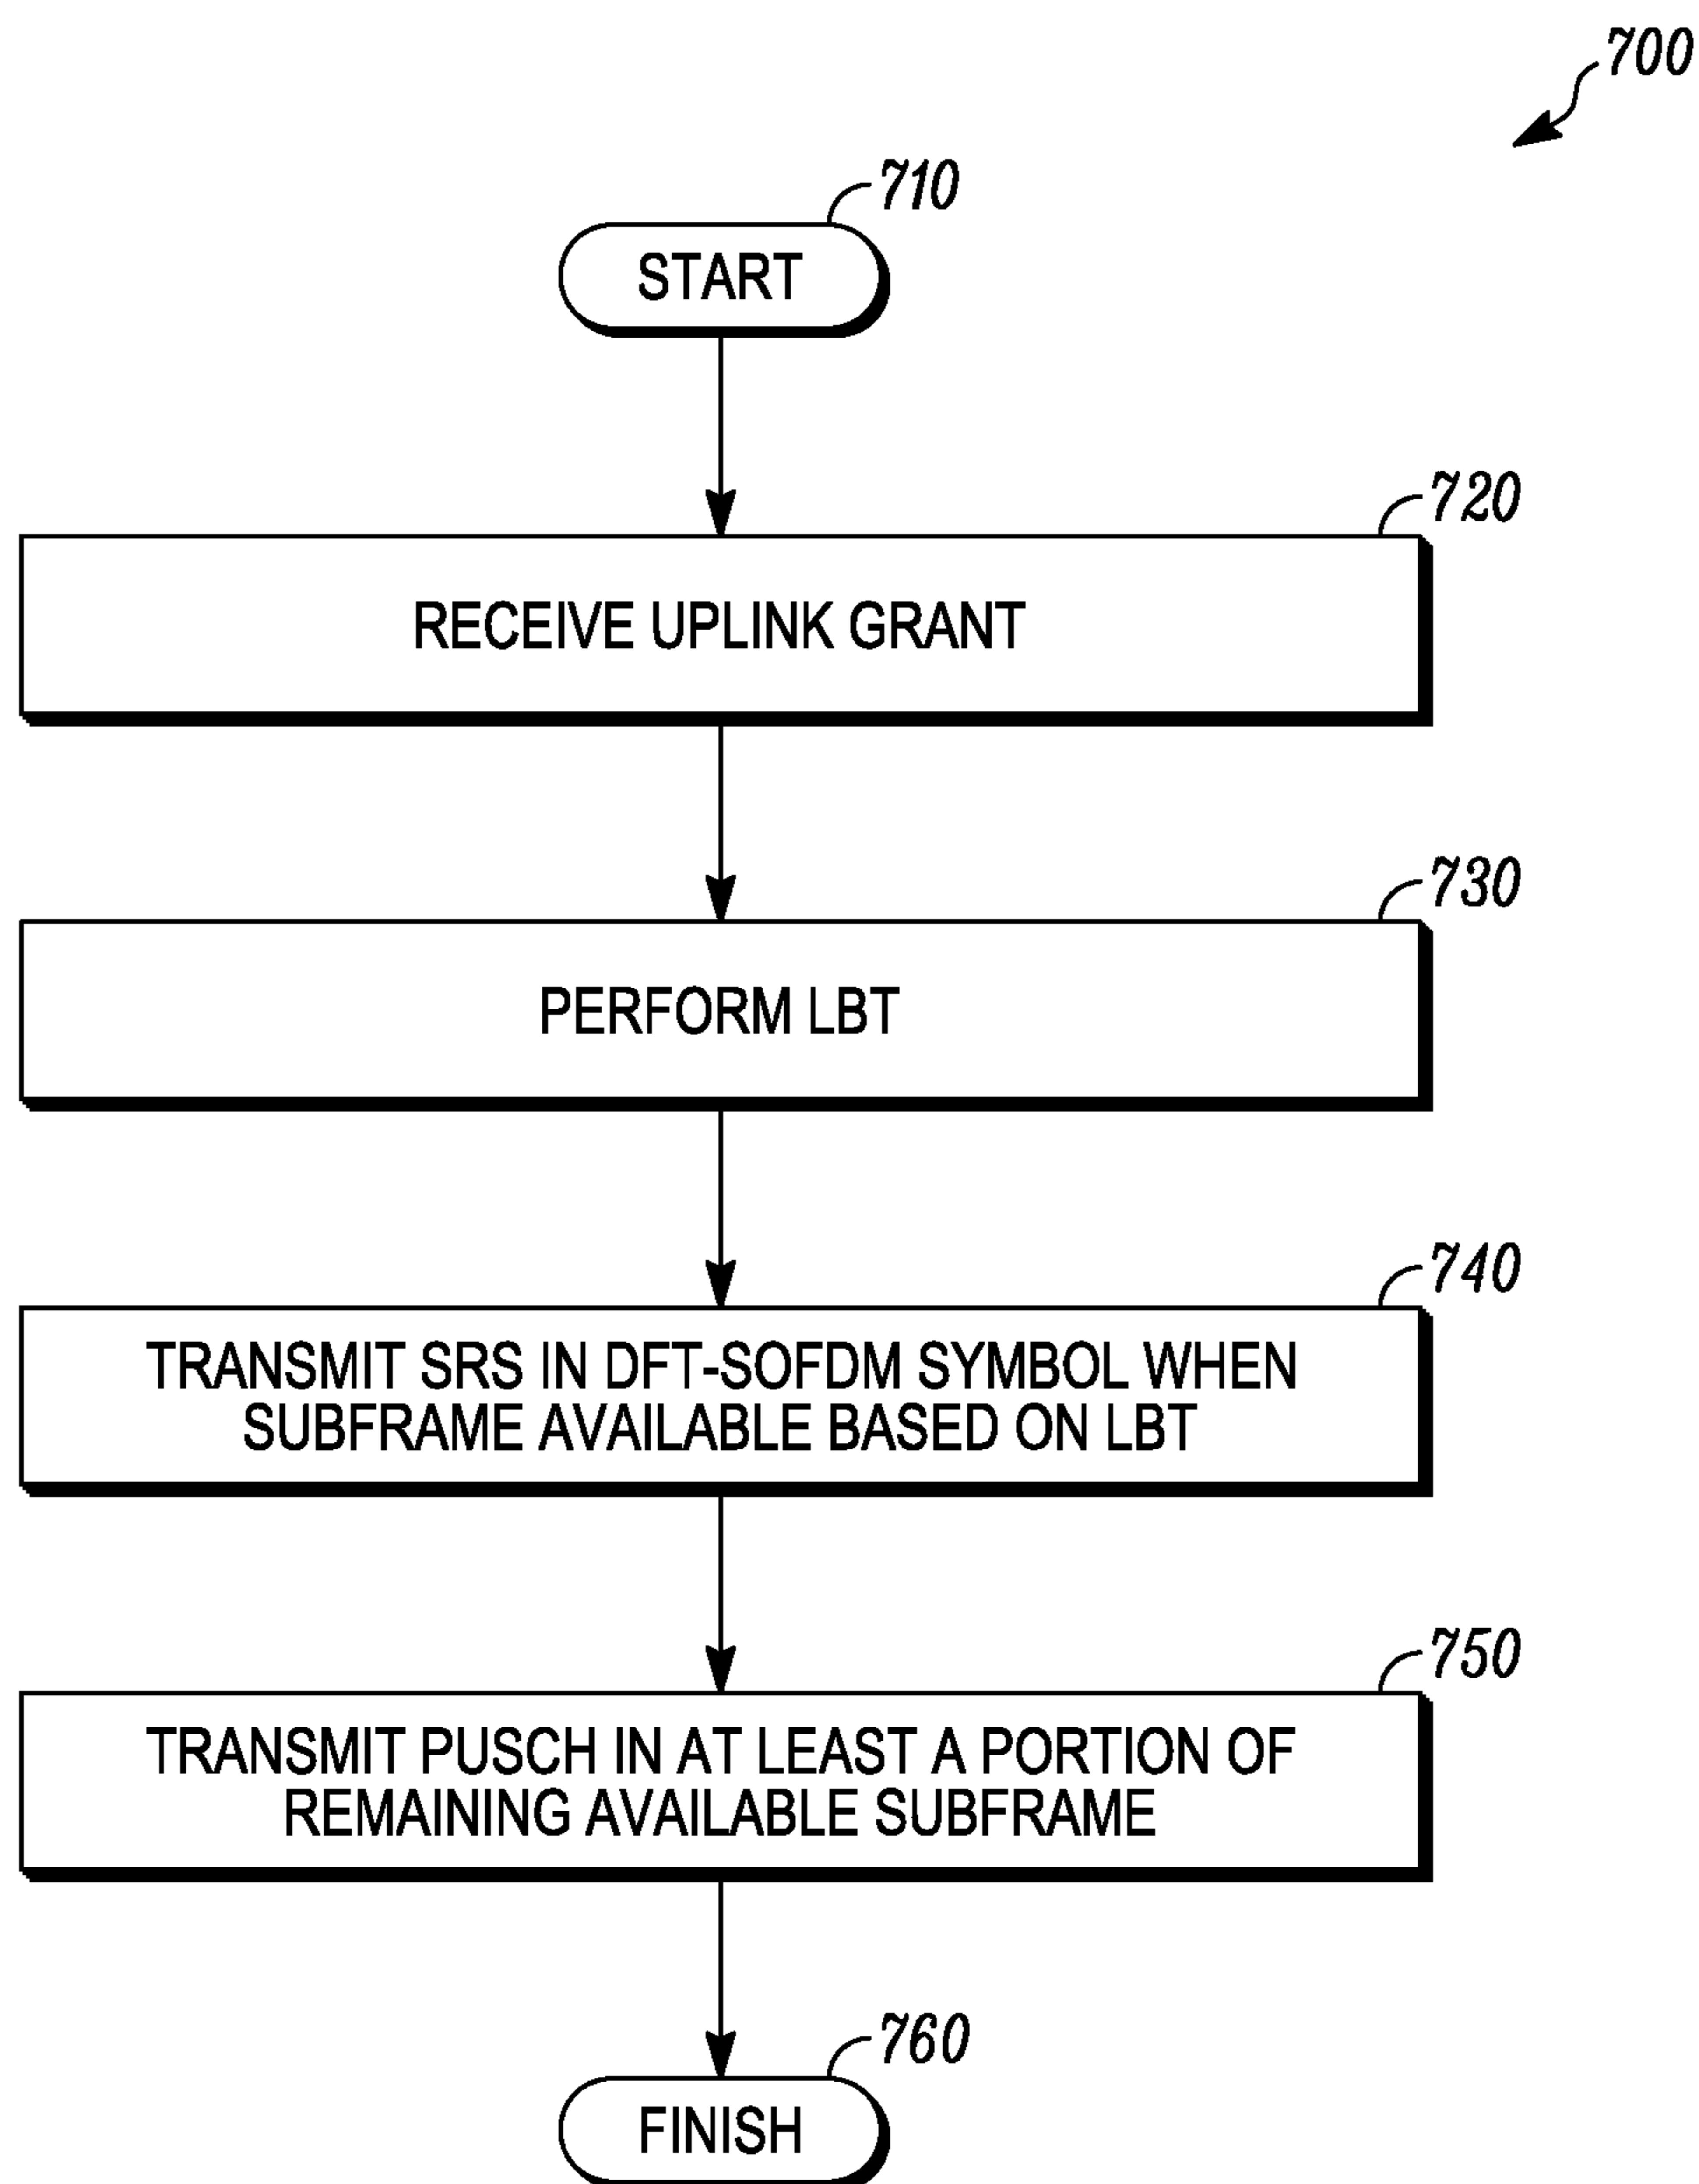 700
710
START
720
RECEIVE UPLINK GRANT
730
PERFORM LBT
740
TRANSMIT SRS IN DFT-SOFDM SYMBOL WHEN
SUBFRAME AVAILABLE BASED ON LBT
750
TRANSMIT PUSCH IN AT LEAST A PORTION OF
REMAINING AVAILABLE SUBFRAME
760
FINISH